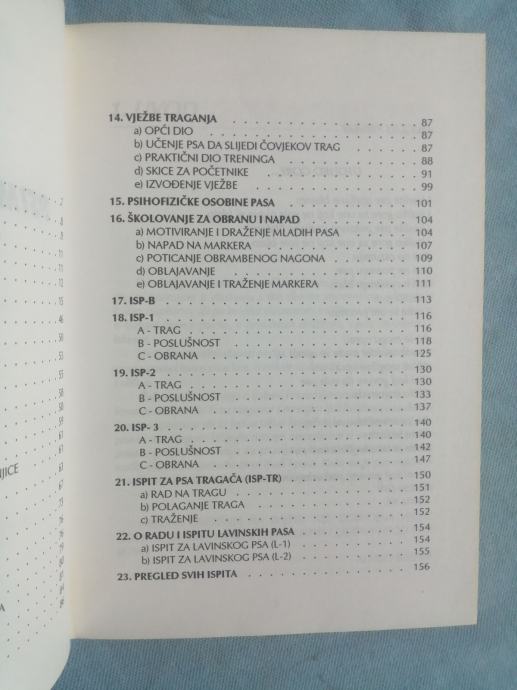 14. VJEŽBE TRAGANJA . . . . . . . . . . . . . . . 87
a) OPĆI DIO . . . . . . . . . . . . . . . 87
b) UČENJE PSA DA SLIJEDI ČOVJEKOV TRAG . . . . . . . . 87
c) PRAKTIČNI DIO TRENINGA . . . . . . . . . . . . 88
d) SKICE ZA POČETNIKE . . . . . . . . . . . . . 91
e) IZVOĐENJE VJEŽBE . . . . . . . . . . . . . . 99
15. PSIHOFIZIČKE OSOBINE PASA . . . . . . . . . . . . 101
16. ŠKOLOVANJE ZA OBRANU I NAPAD . . . . . . . . . . 104
a) MOTIVIRANJE I DRAŽENJE MLADIH PASA . . . . . . . . 104
b) NAPAD NA MARKERA . . . . . . . . . . . . . 107
c) POTICANJE OBRAMBENOG NAGONA . . . . . . . . . 109
d) OBLAJAVANJE . . . . . . . . . . . . . . . 110
e) OBLAJAVANJE I TRAŽENJE MARKERA . . . . . . . . . 111
17. ISP-B . . . . . . . . . . . . . . . . . . . 113
18. ISP-1 . . . . . . . . . . . . . . . . . . . 116
A - TRAG . . . . . . . . . . . . . . . . . 116
B - POSLUŠNOST . . . . . . . . . . . . . . . 118
C - OBRANA . . . . . . . . . . . . . . . . 125
19. ISP-2 . . . . . . . . . . . . . . . . . . . 130
A - TRAG . . . . . . . . . . . . . . . . . 130
B - POSLUŠNOST . . . . . . . . . . . . . . . 133
C - OBRANA . . . . . . . . . . . . . . . . 137
20. ISP- 3 . . . . . . . . . . . . . . . . . . . 140
A - TRAG . . . . . . . . . . . . . . . . . 140
B - POSLUŠNOST . . . . . . . . . . . . . . . 142
C - OBRANA . . . . . . . . . . . . . . . . 147
21. ISPIT ZA PSA TRAGAČA (ISP-TR) . . . . . . . . . . . 150
a) RAD NA TRAGU . . . . . . . . . . . . . . 151
b) POLAGANJE TRAGA . . . . . . . . . . . . . 152
c) TRAŽENJE . . . . . . . . . . . . . . . . 152
22. O RADU I ISPITU LAVINSKIH PASA . . . . . . . . . . 154
a) ISPIT ZA LAVINSKOG PSA (L-1) . . . . . . . . . . 154
b) ISPIT ZA LAVINSKOG PSA (L-2) . . . . . . . . . . 155
23. PREGLED SVIH ISPITA . . . . . . . . . . . . . . 156